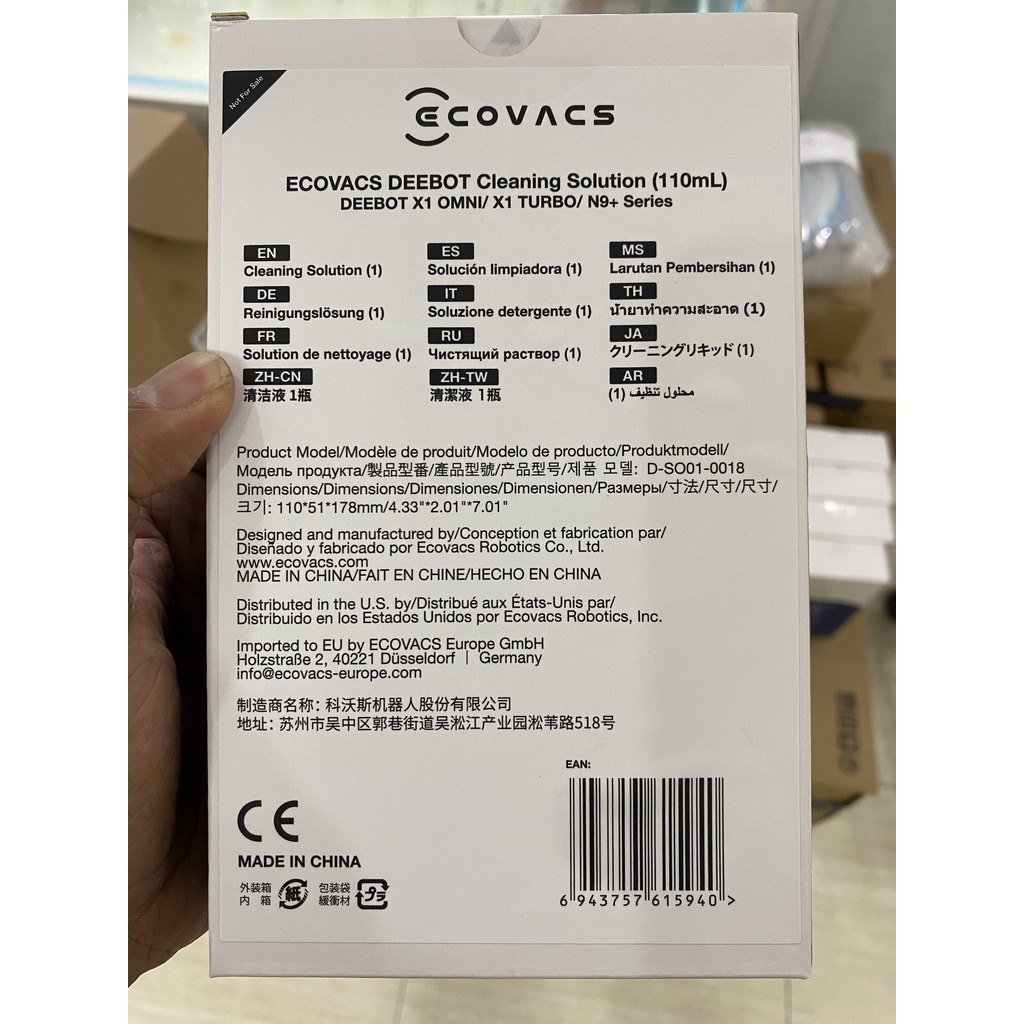 Not For Sale
ECOVACS
ECOVACS DEEBOT Cleaning Solution (110mL)
DEEBOT X1 OMNI/ X1 TURBO/ N9+ Series
EN
Cleaning Solution (1)
ES
Solución limpiadora (1)
MS
Larutan Pembersihan (1)
DE
Reinigungslösung (1)
IT
Soluzione detergente (1)
TH
น้ำยาทำความสะอาด (1)
FR
Solution de nettoyage (1)
RU
Чистящий раствор (1)
JA
クリーニングリキッド (1)
ZH-CN
清洁液 1瓶
ZH-TW
清潔液 1瓶
AR
محلول تنظيف (1)
Product Model/Modèle de produit/Modelo de producto/Produktmodell/
Модель продукта/製品型番/產品型號/产品型号/제품 모델: D-SO01-0018
Dimensions/Dimensions/Dimensiones/Dimensionen/Размеры/寸法/尺寸/尺寸/
크기: 110*51*178mm/4.33"*2.01"*7.01"
Designed and manufactured by/Conception et fabrication par/
Diseñado y fabricado por Ecovacs Robotics Co., Ltd.
www.ecovacs.com
MADE IN CHINA/FAIT EN CHINE/HECHO EN CHINA
Distributed in the U.S. by/Distribué aux États-Unis par/
Distribuido en los Estados Unidos por Ecovacs Robotics, Inc.
Imported to EU by ECOVACS Europe GmbH
Holzstraße 2, 40221 Düsseldorf | Germany
info@ecovacs-europe.com
制造商名称: 科沃斯机器人股份有限公司
地址: 苏州市吴中区郭巷街道吴淞江产业园淞苇路518号
EAN:
6 943757 615940 >
CE
MADE IN CHINA
外装箱
内 箱
紙
包装袋
緩衝材
プラ